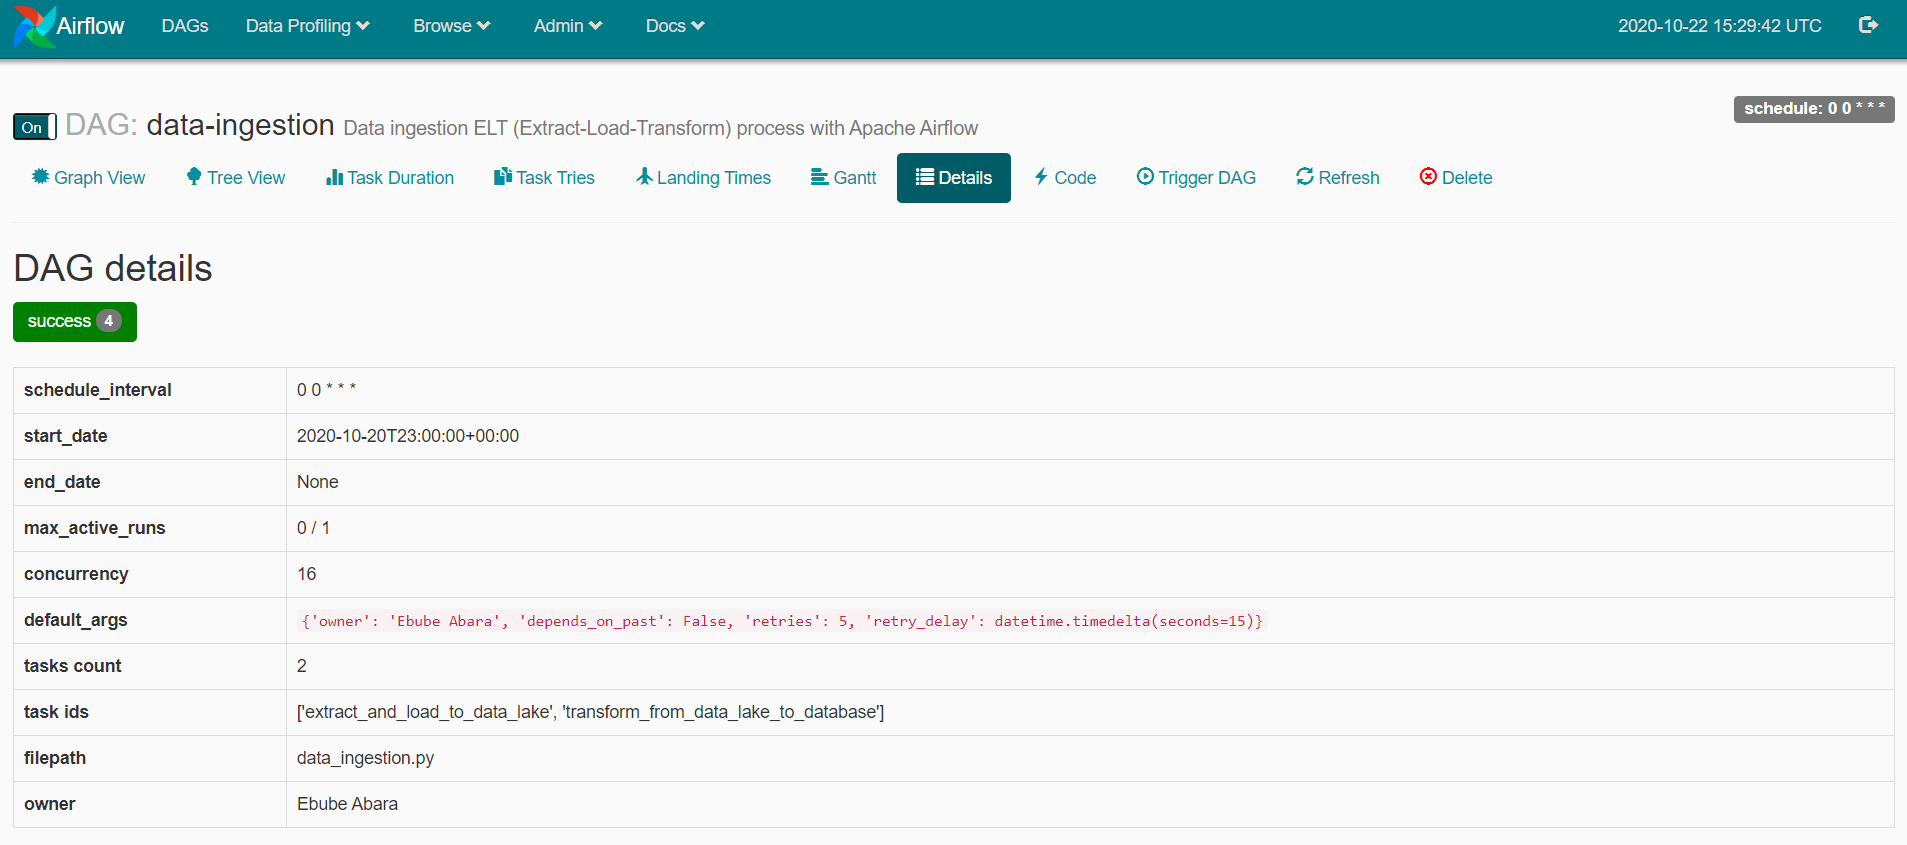 Airflow DAGs Data Profiling Browse Admin Docs 2020-10-22 15:29:42 UTC
schedule: 0 0 * * *
On DAG: data-ingestion Data ingestion ELT (Extract-Load-Transform) process with Apache Airflow
Graph View Tree View Task Duration Task Tries Landing Times Gantt Details Code Trigger DAG Refresh Delete
DAG details
success 4
schedule_interval 0 0 * * *
start_date 2020-10-20T23:00:00+00:00
end_date None
max_active_runs 0 / 1
concurrency 16
default_args {'owner': 'Ebube Abara', 'depends_on_past': False, 'retries': 5, 'retry_delay': datetime.timedelta(seconds=15)}
tasks count 2
task ids ['extract_and_load_to_data_lake', 'transform_from_data_lake_to_database']
filepath data_ingestion.py
owner Ebube Abara